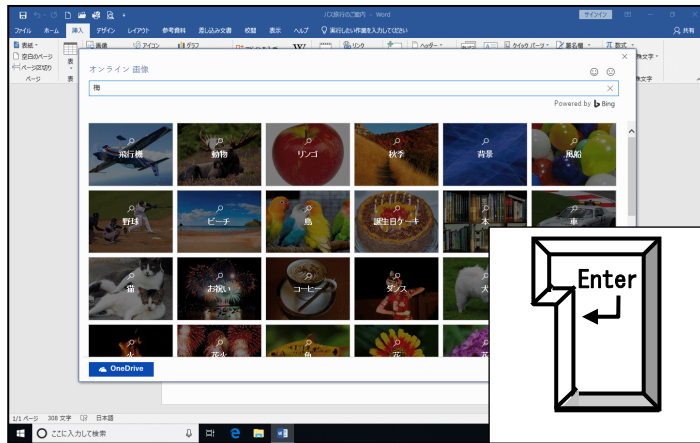 バス旅行のご案内 - Word
サインイン
ファイル ホーム 挿入 デザイン レイアウト 参考資料 差し込み文書 校閲 表示 ヘルプ 実行したい作業を入力してください 共有
表紙 画像 アイコン グラフ リンク ヘッダー クイック パーツ 署名欄 数式
空白のページ
ページ区切り
ページ 表
オンライン 画像
梅
Powered by Bing
飛行機 動物 リンゴ 秋季 背景 風船
野球 ビーチ 鳥 誕生日ケーキ 本 車
猫 お祝い コーヒー ダンス 犬
火 花火 魚 花
OneDrive
Enter
1/1 ページ 308 文字 日本語
ここに入力して検索